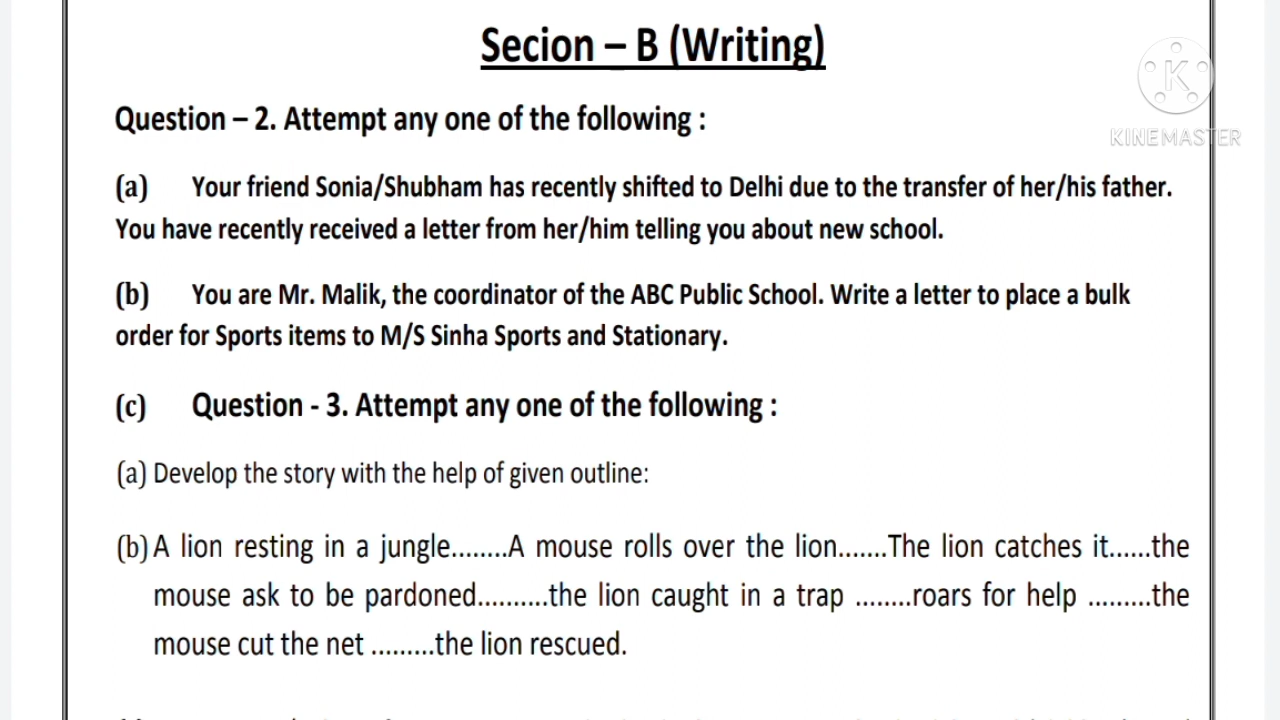 Secion – B (Writing)
K
KINEMASTER
Question – 2. Attempt any one of the following :
(a) Your friend Sonia/Shubham has recently shifted to Delhi due to the transfer of her/his father.
You have recently received a letter from her/him telling you about new school.
(b) You are Mr. Malik, the coordinator of the ABC Public School. Write a letter to place a bulk
order for Sports items to M/S Sinha Sports and Stationary.
(c) Question - 3. Attempt any one of the following :
(a) Develop the story with the help of given outline:
(b) A lion resting in a jungle........A mouse rolls over the lion.......The lion catches it......the
mouse ask to be pardoned..........the lion caught in a trap ........roars for help .........the
mouse cut the net .........the lion rescued.